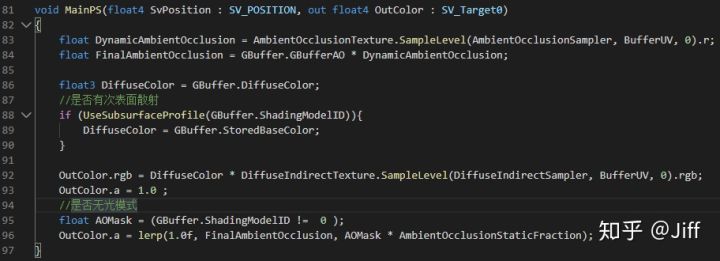 81 void MainPS(float4 SvPosition : SV_POSITION, out float4 OutColor : SV_Target0)
82 {
83 float DynamicAmbientOcclusion = AmbientOcclusionTexture.SampleLevel(AmbientOcclusionSampler, BufferUV, 0).r;
84 float FinalAmbientOcclusion = GBuffer.GBufferAO * DynamicAmbientOcclusion;
85
86 float3 DiffuseColor = GBuffer.DiffuseColor;
87 //是否有次表面散射
88 if (UseSubsurfaceProfile(GBuffer.ShadingModelID)){
89 DiffuseColor = GBuffer.StoredBaseColor;
90 }
91
92 OutColor.rgb = DiffuseColor * DiffuseIndirectTexture.SampleLevel(DiffuseIndirectSampler, BufferUV, 0).rgb;
93 OutColor.a = 1.0 ;
94 //是否无光模式
95 float AOMask = (GBuffer.ShadingModelID != 0 );
96 OutColor.a = lerp(1.0f, FinalAmbientOcclusion, AOMask * AmbientOcclusionStaticFraction);
97 }
知乎 @Jiff